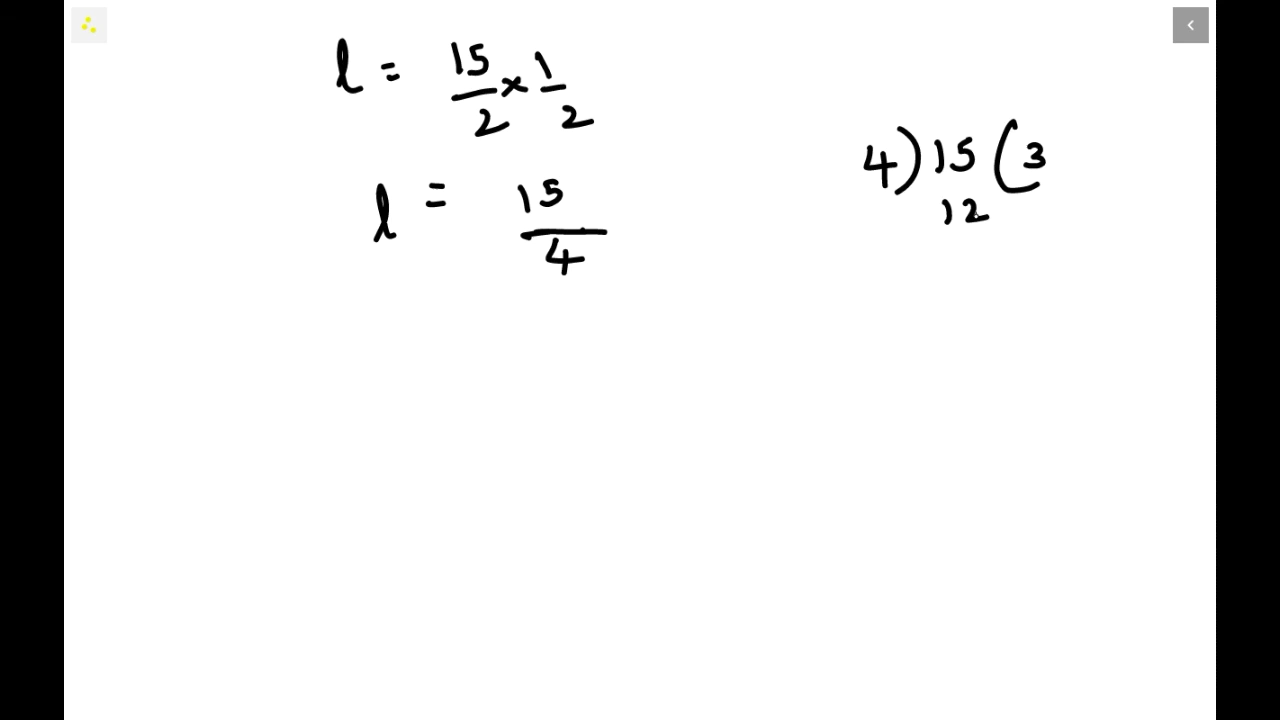 l = 15/2 × 1/2
l = 15/4
4)15(3
12